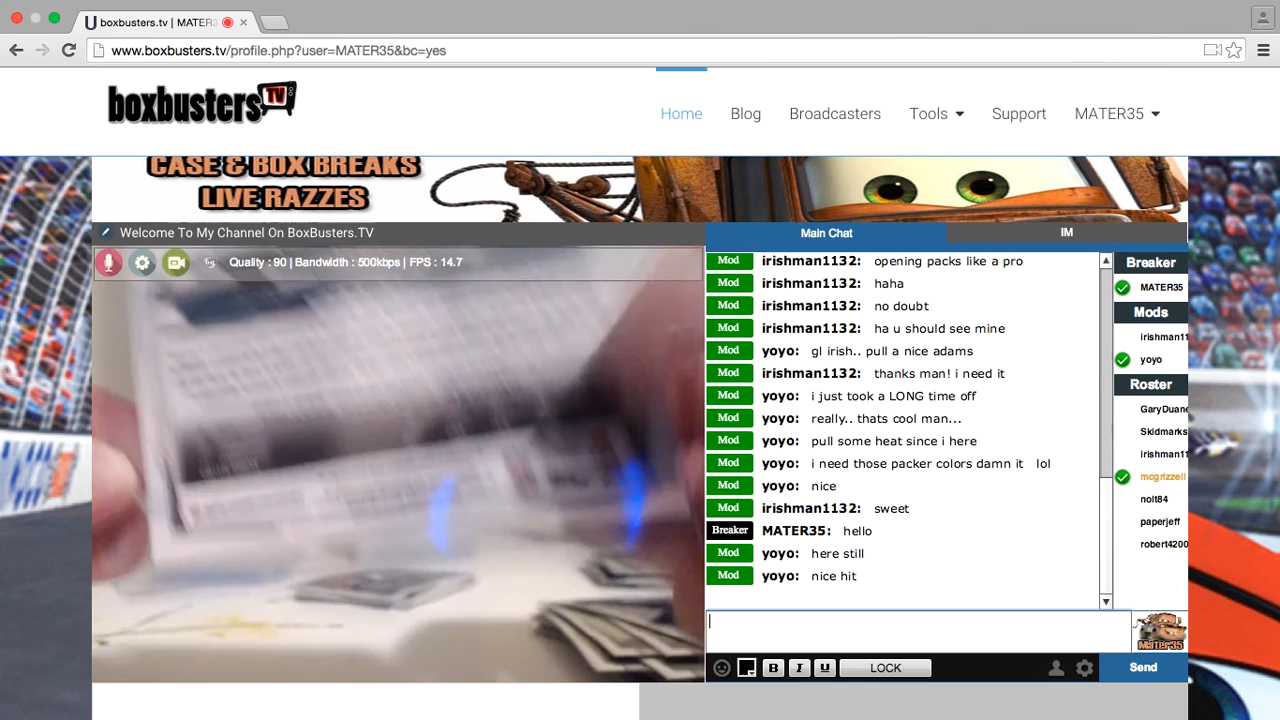 boxbusters.tv | MATER3
www.boxbusters.tv/profile.php?user=MATER35&bc=yes
boxbusters TV
Home Blog Broadcasters Tools Support MATER35
CASE & BOX BREAKS
LIVE RAZZES
Welcome To My Channel On BoxBusters.TV
Main Chat IM
Quality : 90 | Bandwidth : 500kbps | FPS : 14.7
Mod irishman1132: opening packs like a pro
Mod irishman1132: haha
Mod irishman1132: no doubt
Mod irishman1132: ha u should see mine
Mod yoyo: gl irish.. pull a nice adams
Mod irishman1132: thanks man! i need it
Mod yoyo: i just took a LONG time off
Mod yoyo: really.. thats cool man...
Mod yoyo: pull some heat since i here
Mod yoyo: i need those packer colors damn it lol
Mod yoyo: nice
Mod irishman1132: sweet
Breaker MATER35: hello
Mod yoyo: here still
Mod yoyo: nice hit
Breaker
MATER35
Mods
irishman11
yoyo
Roster
GaryDuane
Skidmarks
irishman11
mcgrizzell
nolt84
paperjeff
robert4200
Mater35
B I U LOCK Send